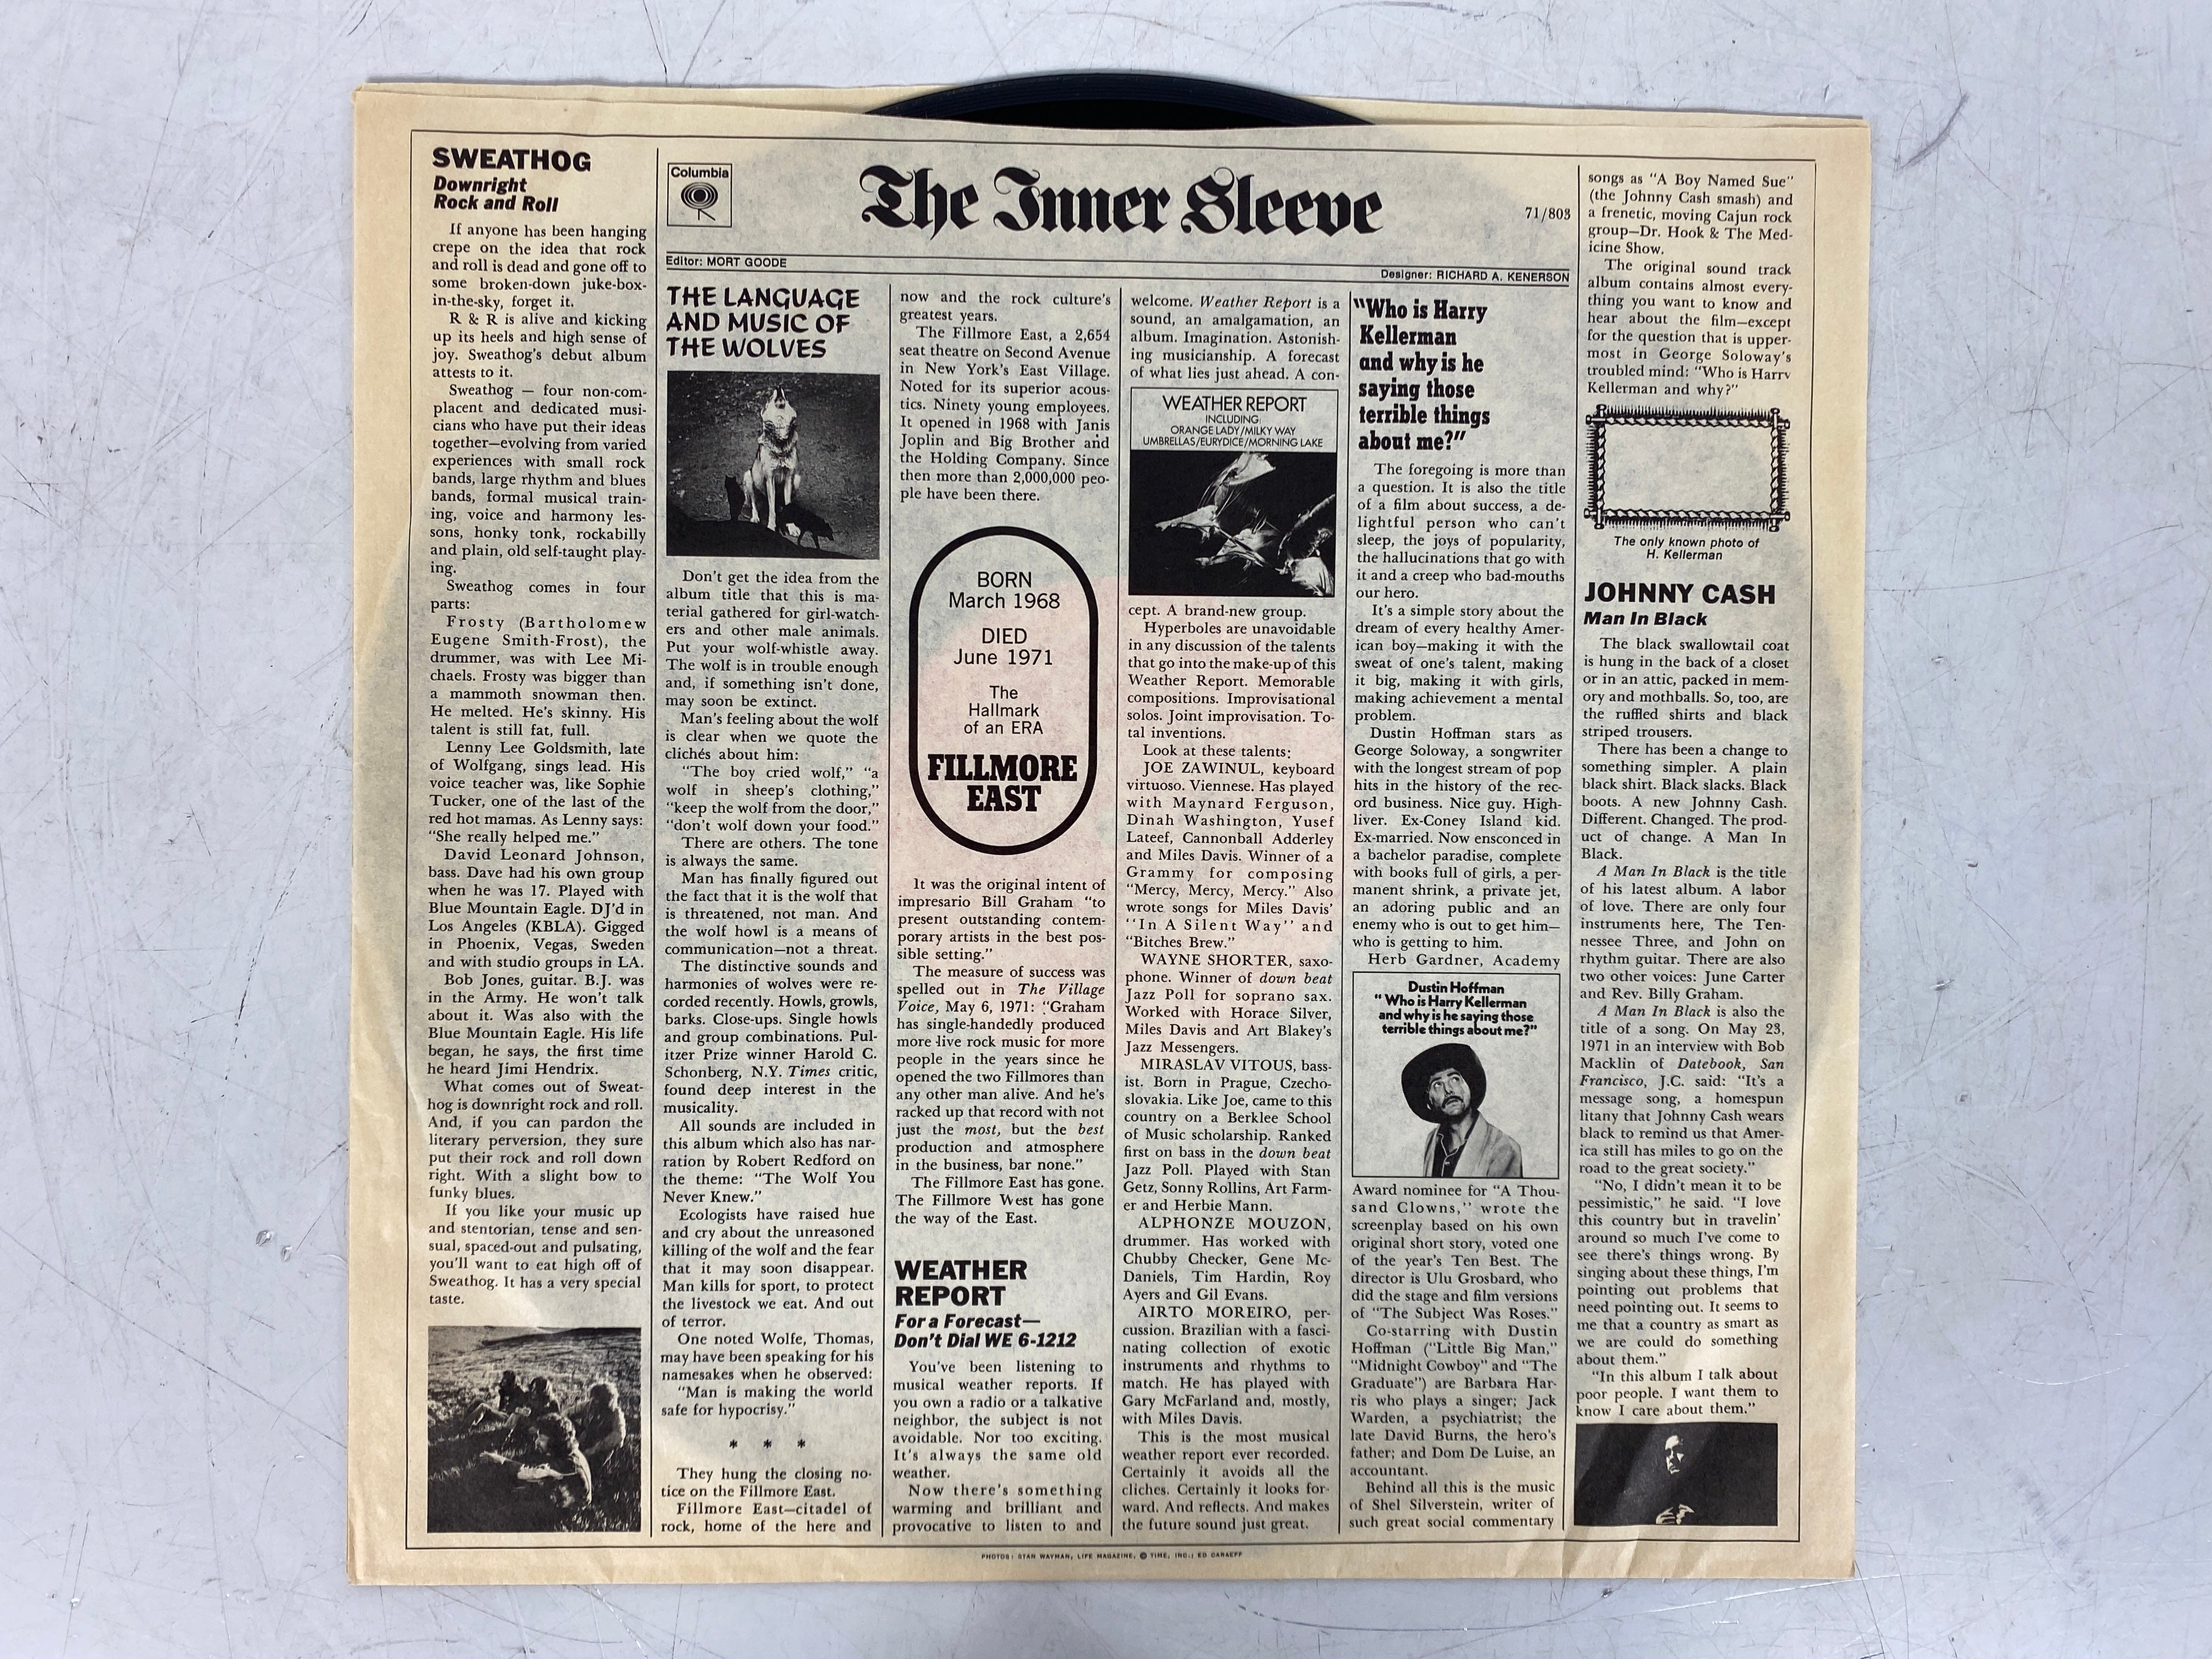 SWEATHOG
Downright
Rock and Roll
If anyone has been hanging
crepe on the idea that rock
and roll is dead and gone off to
some broken-down juke-box-
in-the-sky, forget it.
R & R is alive and kicking
up its heels and high sense of
joy. Sweathog's debut album
attests to it.
Sweathog — four non-com-
placent and dedicated musi-
cians who have put their ideas
together—evolving from varied
experiences with small rock
bands, large rhythm and blues
bands, formal musical train-
ing, voice and harmony les-
sons, honky tonk, rockabilly
and plain, old self-taught play-
ing.
Sweathog comes in four
parts:
Frosty (Bartholomew
Eugene Smith-Frost), the
drummer, was with Lee Mi-
chaels. Frosty was bigger than
a mammoth snowman then.
He melted. He's skinny. His
talent is still fat, full.
Lenny Lee Goldsmith, late
of Wolfgang, sings lead. His
voice teacher was, like Sophie
Tucker, one of the last of the
red hot mamas. As Lenny says:
"She really helped me."
David Leonard Johnson,
bass. Dave had his own group
when he was 17. Played with
Blue Mountain Eagle. DJ'd in
Los Angeles (KBLA). Gigged
in Phoenix, Vegas, Sweden
and with studio groups in LA.
Bob Jones, guitar. B.J. was
in the Army. He won't talk
about it. Was also with the
Blue Mountain Eagle. His life
began, he says, the first time
he heard Jimi Hendrix.
What comes out of Sweat-
hog is downright rock and roll.
And, if you can pardon the
literary perversion, they sure
put their rock and roll down
right. With a slight bow to
funky blues.
If you like your music up
and stentorian, tense and sen-
sual, spaced-out and pulsating,
you'll want to eat high off of
Sweathog. It has a very special
taste.
Columbia
The Inner Sleeve
71/803
Editor: MORT GOODE
Designer: RICHARD A. KENERSON
THE LANGUAGE
AND MUSIC OF
THE WOLVES
Don't get the idea from the
album title that this is ma-
terial gathered for girl-watch-
ers and other male animals.
Put your wolf-whistle away.
The wolf is in trouble enough
and, if something isn't done,
may soon be extinct.
Man's feeling about the wolf
is clear when we quote the
clichés about him:
"The boy cried wolf," "a
wolf in sheep's clothing,"
"keep the wolf from the door,"
"don't wolf down your food."
There are others. The tone
is always the same.
Man has finally figured out
the fact that it is the wolf that
is threatened, not man. And
the wolf howl is a means of
communication—not a threat.
The distinctive sounds and
harmonies of wolves were re-
corded recently. Howls, growls,
barks. Close-ups. Single howls
and group combinations. Pul-
itzer Prize winner Harold C.
Schonberg, N.Y. Times critic,
found deep interest in the
musicality.
All sounds are included in
this album which also has nar-
ration by Robert Redford on
the theme: "The Wolf You
Never Knew."
Ecologists have raised hue
and cry about the unreasoned
killing of the wolf and the fear
that it may soon disappear.
Man kills for sport, to protect
the livestock we eat. And out
of terror.
One noted Wolfe, Thomas,
may have been speaking for his
namesakes when he observed:
"Man is making the world
safe for hypocrisy."
* * *
They hung the closing no-
tice on the Fillmore East.
Fillmore East—citadel of
rock, home of the here and
now and the rock culture's
greatest years.
The Fillmore East, a 2,654
seat theatre on Second Avenue
in New York's East Village.
Noted for its superior acous-
tics. Ninety young employees.
It opened in 1968 with Janis
Joplin and Big Brother and
the Holding Company. Since
then more than 2,000,000 peo-
ple have been there.
BORN
March 1968
DIED
June 1971
The
Hallmark
of an ERA
FILLMORE
EAST
It was the original intent of
impresario Bill Graham "to
present outstanding contem-
porary artists in the best pos-
sible setting."
The measure of success was
spelled out in The Village
Voice, May 6, 1971: "Graham
has single-handedly produced
more live rock music for more
people in the years since he
opened the two Fillmores than
any other man alive. And he's
racked up that record with not
just the most, but the best
production and atmosphere
in the business, bar none."
The Fillmore East has gone.
The Fillmore West has gone
the way of the East.
WEATHER
REPORT
For a Forecast—
Don't Dial WE 6-1212
You've been listening to
musical weather reports. If
you own a radio or a talkative
neighbor, the subject is not
avoidable. Nor too exciting.
It's always the same old
weather.
Now there's something
warming and brilliant and
provocative to listen to and
welcome. Weather Report is a
sound, an amalgamation, an
album. Imagination. Astonish-
ing musicianship. A forecast
of what lies just ahead. A con-
WEATHER REPORT
INCLUDING:
ORANGE LADY/MILKY WAY
UMBRELLAS/EURYDICE/MORNING LAKE
cept. A brand-new group.
Hyperboles are unavoidable
in any discussion of the talents
that go into the make-up of this
Weather Report. Memorable
compositions. Improvisational
solos. Joint improvisation. To-
tal inventions.
Look at these talents:
JOE ZAWINUL, keyboard
virtuoso. Viennese. Has played
with Maynard Ferguson,
Dinah Washington, Yusef
Lateef, Cannonball Adderley
and Miles Davis. Winner of a
Grammy for composing
"Mercy, Mercy, Mercy." Also
wrote songs for Miles Davis'
"In A Silent Way" and
"Bitches Brew."
WAYNE SHORTER, saxo-
phone. Winner of down beat
Jazz Poll for soprano sax.
Worked with Horace Silver,
Miles Davis and Art Blakey's
Jazz Messengers.
MIRASLAV VITOUS, bass-
ist. Born in Prague, Czecho-
slovakia. Like Joe, came to this
country on a Berklee School
of Music scholarship. Ranked
first on bass in the down beat
Jazz Poll. Played with Stan
Getz, Sonny Rollins, Art Farm-
er and Herbie Mann.
ALPHONZE MOUZON,
drummer. Has worked with
Chubby Checker, Gene Mc-
Daniels, Tim Hardin, Roy
Ayers and Gil Evans.
AIRTO MOREIRO, per-
cussion. Brazilian with a fasci-
nating collection of exotic
instruments and rhythms to
match. He has played with
Gary McFarland and, mostly,
with Miles Davis.
This is the most musical
weather report ever recorded.
Certainly it avoids all the
cliches. Certainly it looks for-
ward. And reflects. And makes
the future sound just great.
"Who is Harry
Kellerman
and why is he
saying those
terrible things
about me?"
The foregoing is more than
a question. It is also the title
of a film about success, a de-
lightful person who can't
sleep, the joys of popularity,
the hallucinations that go with
it and a creep who bad-mouths
our hero.
It's a simple story about the
dream of every healthy Amer-
ican boy—making it with the
sweat of one's talent, making
it big, making it with girls,
making achievement a mental
problem.
Dustin Hoffman stars as
George Soloway, a songwriter
with the longest stream of pop
hits in the history of the rec-
ord business. Nice guy. High-
liver. Ex-Coney Island kid.
Ex-married. Now ensconced in
a bachelor paradise, complete
with books full of girls, a per-
manent shrink, a private jet,
an adoring public and an
enemy who is out to get him—
who is getting to him.
Herb Gardner, Academy
Dustin Hoffman
"Who is Harry Kellerman
and why is he saying those
terrible things about me?"
Award nominee for "A Thou-
sand Clowns," wrote the
screenplay based on his own
original short story, voted one
of the year's Ten Best. The
director is Ulu Grosbard, who
did the stage and film versions
of "The Subject Was Roses."
Co-starring with Dustin
Hoffman ("Little Big Man,"
"Midnight Cowboy" and "The
Graduate") are Barbara Har-
ris who plays a singer; Jack
Warden, a psychiatrist; the
late David Burns, the hero's
father; and Dom De Luise, an
accountant.
Behind all this is the music
of Shel Silverstein, writer of
such great social commentary
songs as "A Boy Named Sue"
(the Johnny Cash smash) and
a frenetic, moving Cajun rock
group—Dr. Hook & The Med-
icine Show.
The original sound track
album contains almost every-
thing you want to know and
hear about the film—except
for the question that is upper-
most in George Soloway's
troubled mind: "Who is Harry
Kellerman and why?"
The only known photo of
H. Kellerman
JOHNNY CASH
Man In Black
The black swallowtail coat
is hung in the back of a closet
or in an attic, packed in mem-
ory and mothballs. So, too, are
the ruffled shirts and black
striped trousers.
There has been a change to
something simpler. A plain
black shirt. Black slacks. Black
boots. A new Johnny Cash.
Different. Changed. The prod-
uct of change. A Man In
Black.
A Man In Black is the title
of his latest album. A labor
of love. There are only four
instruments here, The Ten-
nessee Three, and John on
rhythm guitar. There are also
two other voices: June Carter
and Rev. Billy Graham.
A Man In Black is also the
title of a song. On May 23,
1971 in an interview with Bob
Macklin of Datebook, San
Francisco, J.C. said: "It's a
message song, a homespun
litany that Johnny Cash wears
black to remind us that Amer-
ica still has miles to go on the
road to the great society."
"No, I didn't mean it to be
pessimistic," he said. "I love
this country but in travelin'
around so much I've come to
see there's things wrong. By
singing about these things, I'm
pointing out problems that
need pointing out. It seems to
me that a country as smart as
we are could do something
about them."
"In this album I talk about
poor people. I want them to
know I care about them."
PHOTOS: STAN WAYMAN, LIFE MAGAZINE, © TIME, INC.; ED CARAEFF